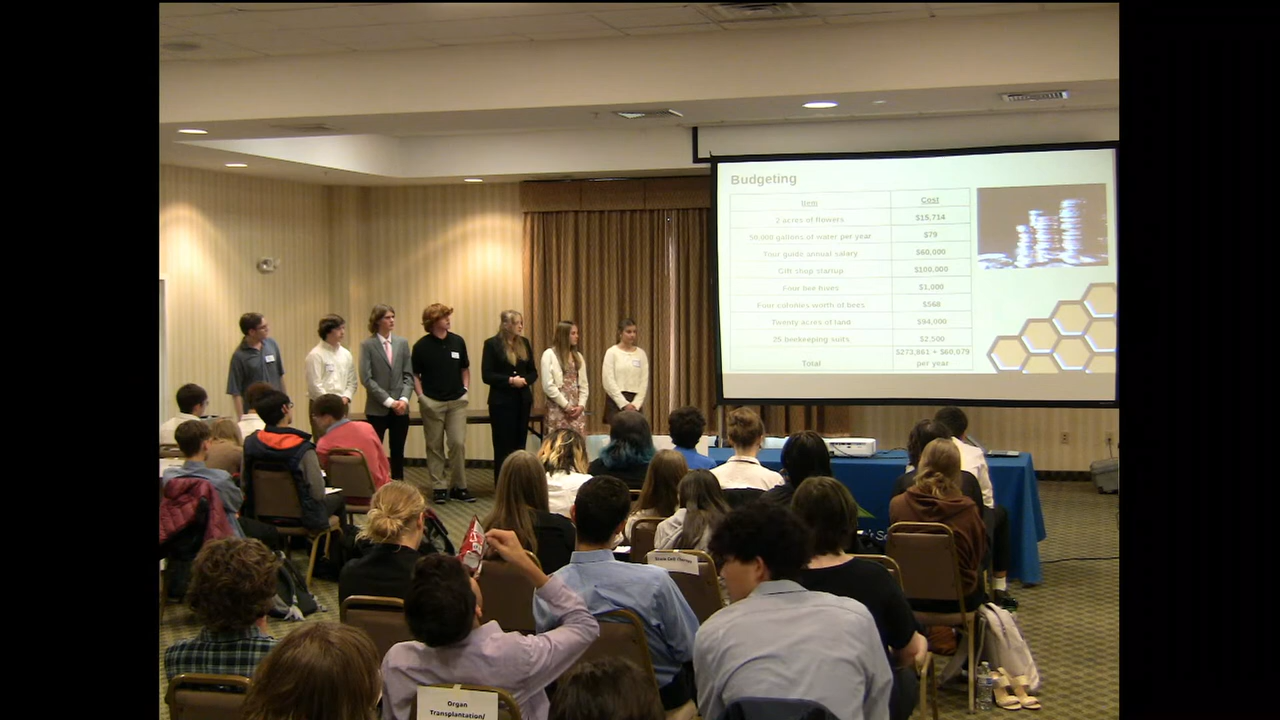 Budgeting
Item Cost
2 acres of flowers $15,714
50,000 gallons of water per year $79
Tour guide annual salary $60,000
Gift shop startup $100,000
Four bee hives $1,000
Four colonies worth of bees $568
Twenty acres of land $94,000
25 beekeeping suits $2,500
Total $273,861 + $60,079
per year
Organ
Transplantation/